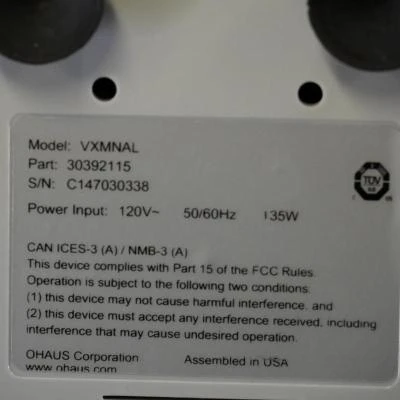 Model: VXMNAL
Part: 30392115
S/N: C147030338
TÜV
Power Input: 120V~ 50/60Hz 135W
CAN ICES-3 (A) / NMB-3 (A)
This device complies with Part 15 of the FCC Rules.
Operation is subject to the following two conditions:
(1) this device may not cause harmful interference, and
(2) this device must accept any interference received, including
interference that may cause undesired operation.
OHAUS Corporation Assembled in USA
www.ohaus.com